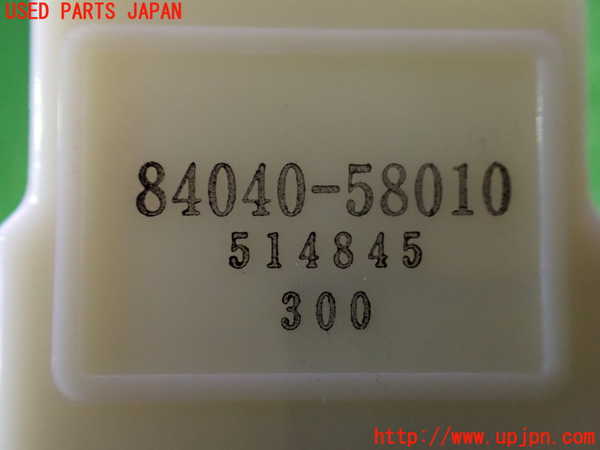 USED PARTS JAPAN
84040-58010
514845
300
http://www.upjpn.com/